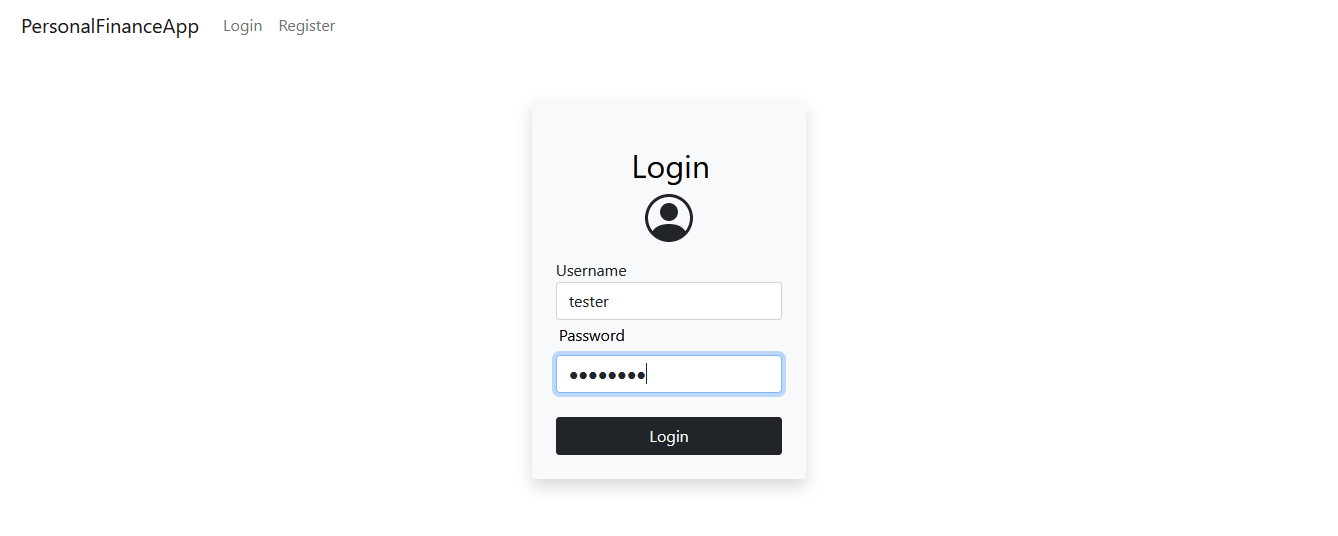 PersonalFinanceApp Login Register
Login
Username
tester
Password
••••••••
Login